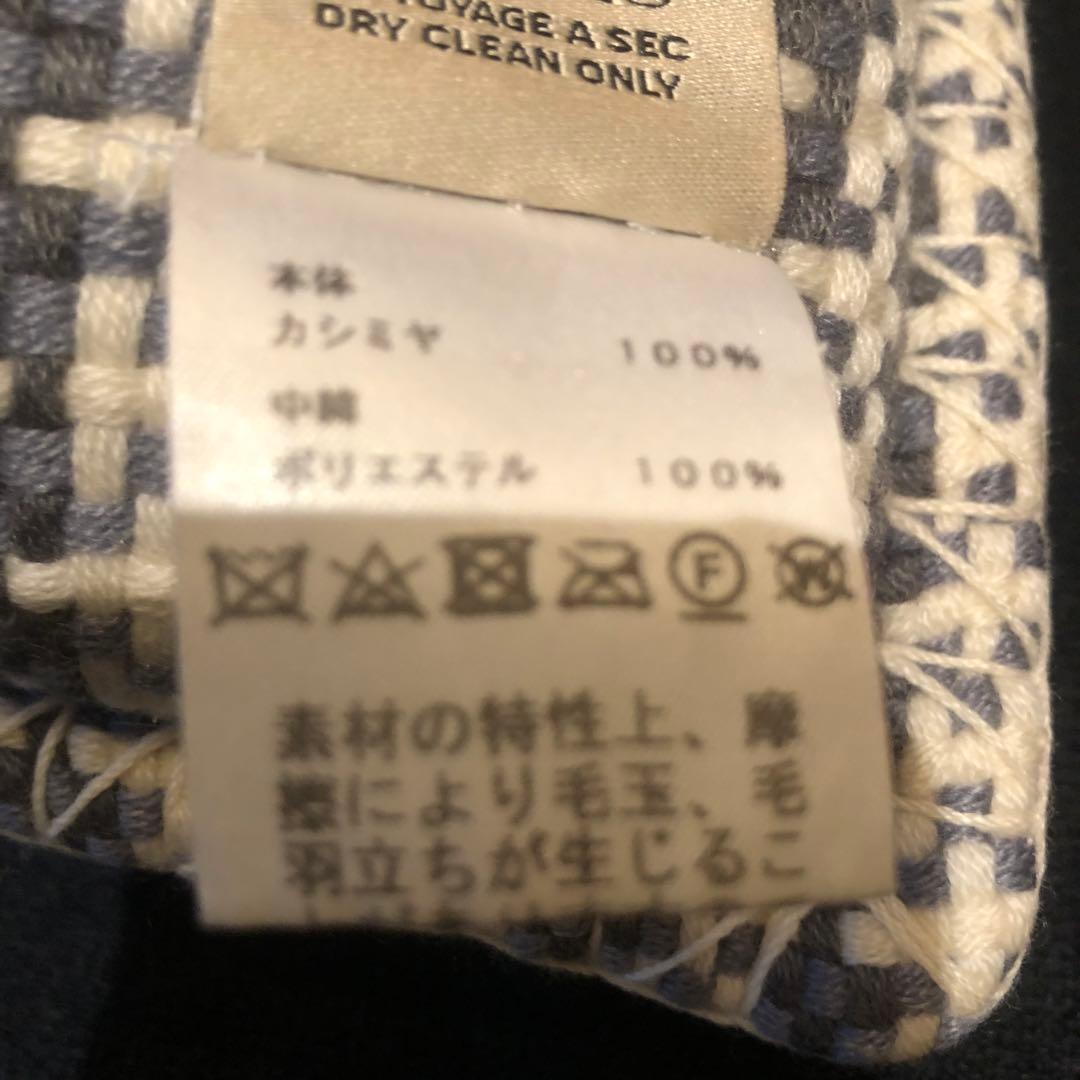 TOYAGE A SEC
DRY CLEAN ONLY
本体
カシミヤ 100%
中綿
ポリエステル 100%
F W
素材の特性上、摩
擦により毛玉、毛
羽立ちが生じるこ